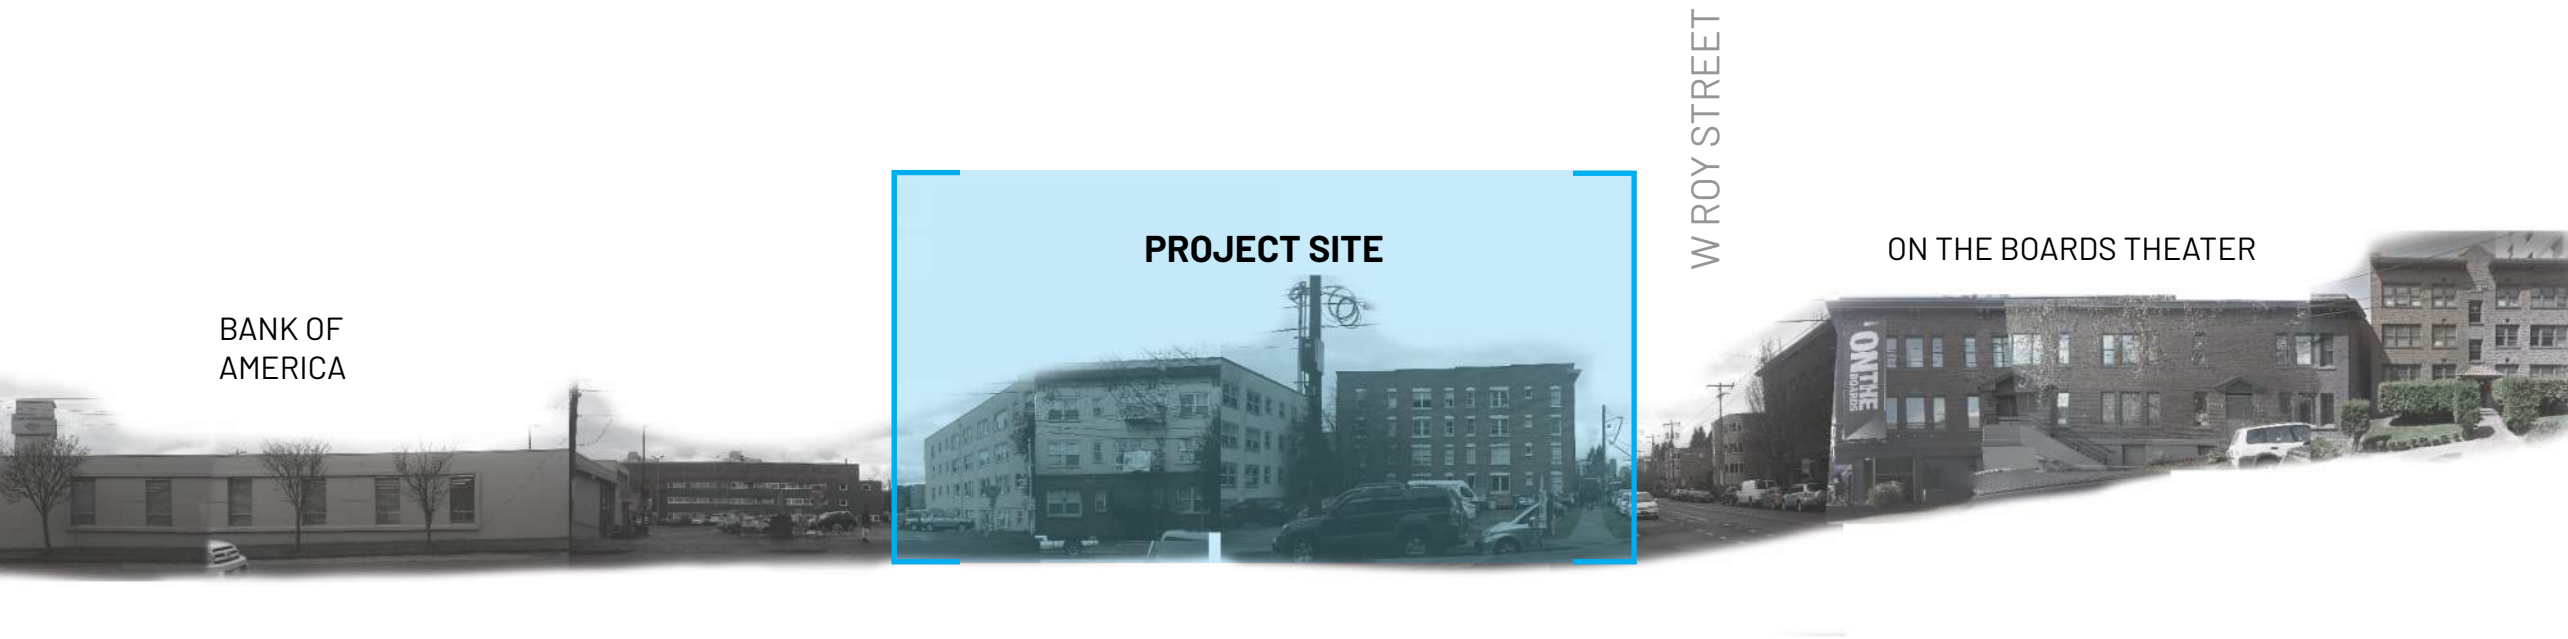 W ROY STREET
PROJECT SITE
ON THE BOARDS THEATER
BANK OF
AMERICA
ON THE
BOARDS